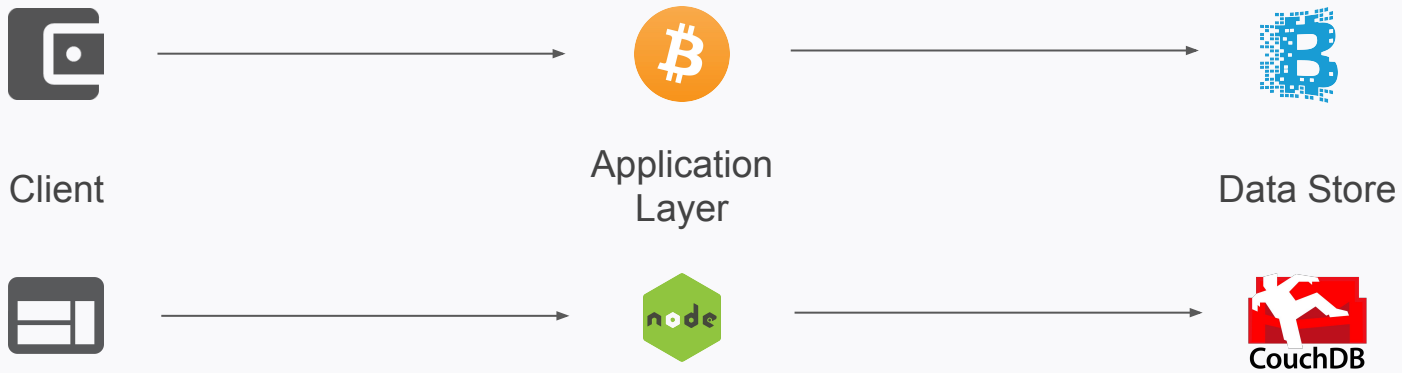 Client
Application
Layer
Data Store
node
CouchDB